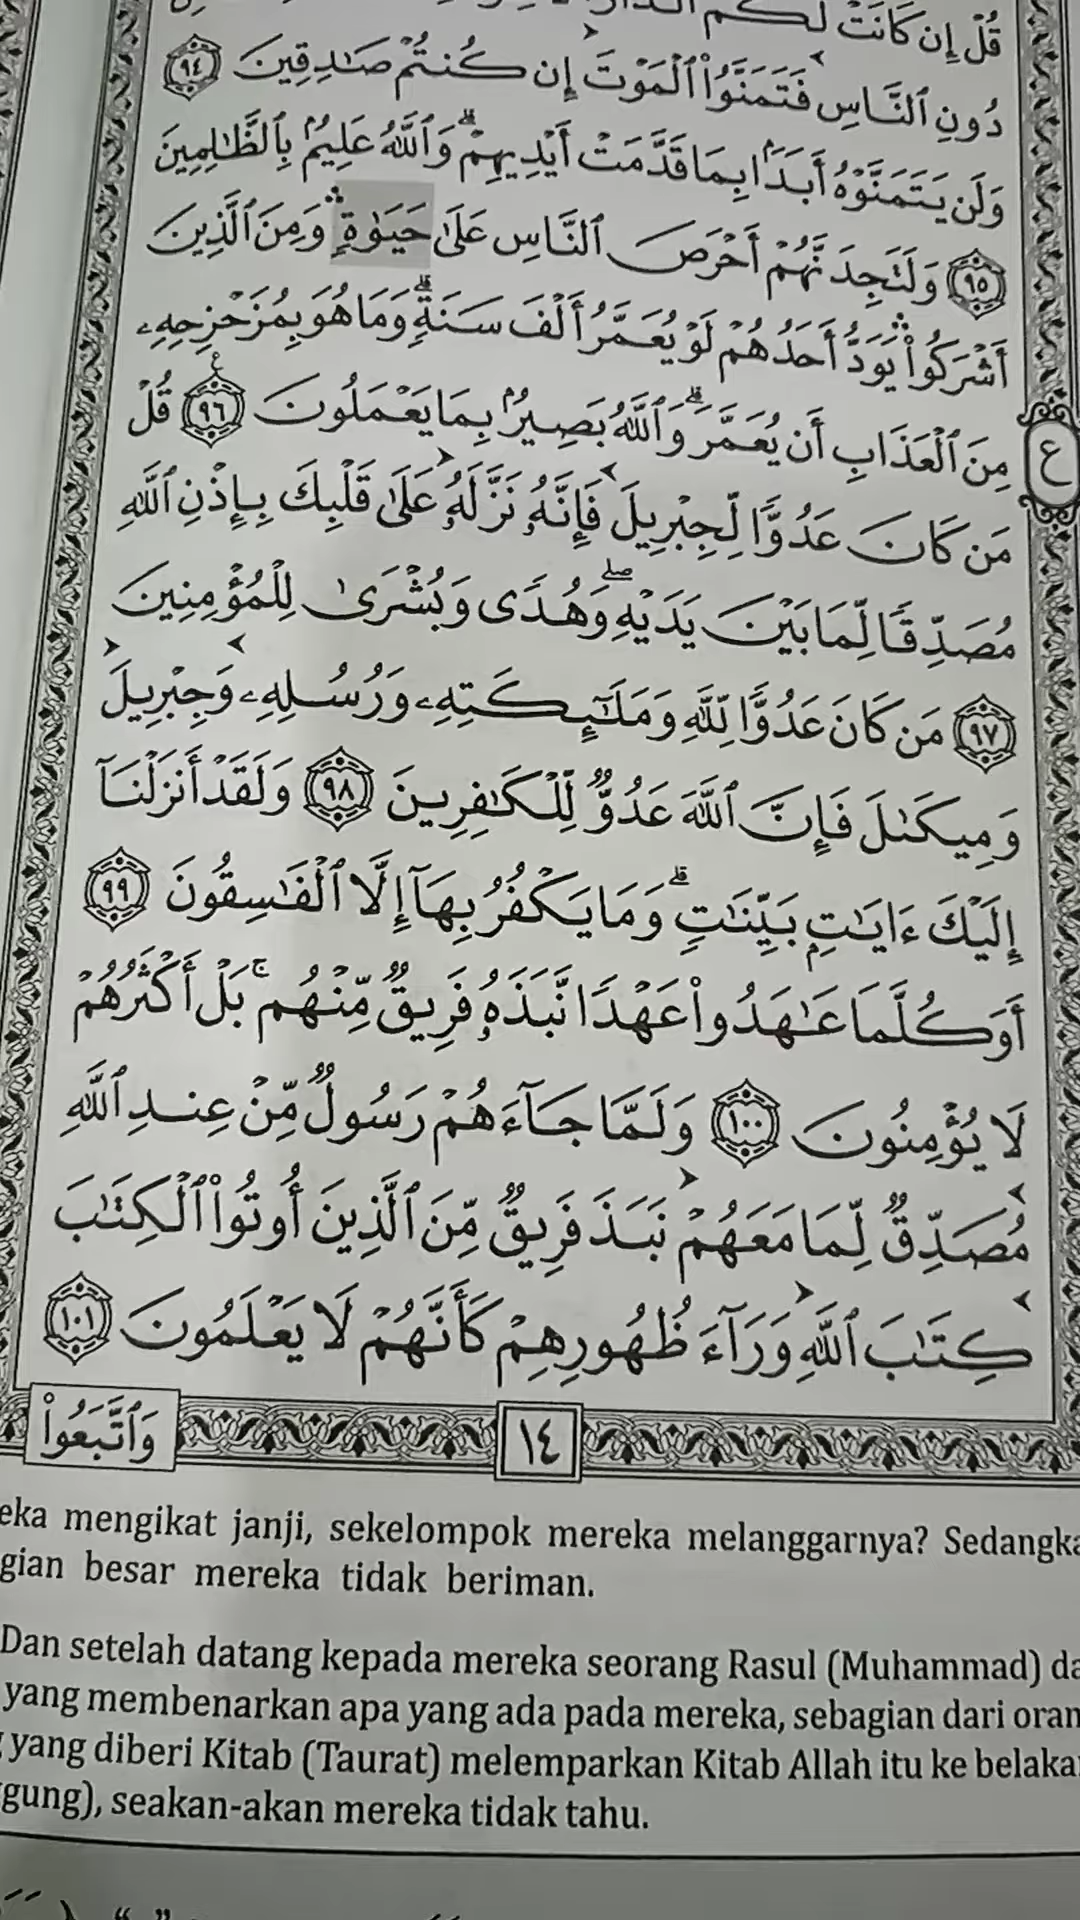 قُلْ إِن كَانَتْ لَكُمُ ٱلدَّارُ
دُونِ ٱلنَّاسِ فَتَمَنَّوُا۟ ٱلْمَوْتَ إِن كُنتُمْ صَٰدِقِينَ ﴿٩٤﴾
وَلَن يَتَمَنَّوْهُ أَبَدًۢا بِمَا قَدَّمَتْ أَيْدِيهِمْ ۗ وَٱللَّهُ عَلِيمٌۢ بِٱلظَّٰلِمِينَ
﴿٩٥﴾ وَلَتَجِدَنَّهُمْ أَحْرَصَ ٱلنَّاسِ عَلَىٰ حَيَوٰةٍ ۛ وَمِنَ ٱلَّذِينَ
أَشْرَكُوا۟ ۛ يَوَدُّ أَحَدُهُمْ لَوْ يُعَمَّرُ أَلْفَ سَنَةٍ ۗ وَمَا هُوَ بِمُزَحْزِحِهِۦ
مِنَ ٱلْعَذَابِ أَن يُعَمَّرَ ۗ وَٱللَّهُ بَصِيرٌۢ بِمَا يَعْمَلُونَ ﴿٩٦﴾ قُلْ
ع
مَن كَانَ عَدُوًّا لِّجِبْرِيلَ فَإِنَّهُۥ نَزَّلَهُۥ عَلَىٰ قَلْبِكَ بِإِذْنِ ٱللَّهِ
مُصَدِّقًا لِّمَا بَيْنَ يَدَيْهِ ۖ وَهُدًى وَبُشْرَىٰ لِلْمُؤْمِنِينَ
﴿٩٧﴾ مَن كَانَ عَدُوًّا لِّلَّهِ وَمَلَٰٓئِكَتِهِۦ وَرُسُلِهِۦ وَجِبْرِيلَ
وَمِيكَىٰلَ فَإِنَّ ٱللَّهَ عَدُوٌّ لِّلْكَٰفِرِينَ ﴿٩٨﴾ وَلَقَدْ أَنزَلْنَآ
إِلَيْكَ ءَايَٰتٍۭ بَيِّنَٰتٍ ۗ وَمَا يَكْفُرُ بِهَآ إِلَّا ٱلْفَٰسِقُونَ ﴿٩٩﴾
أَوَكُلَّمَا عَٰهَدُوا۟ عَهْدًا نَّبَذَهُۥ فَرِيقٌ مِّنْهُم ۚ بَلْ أَكْثَرُهُمْ
لَا يُؤْمِنُونَ ﴿١٠٠﴾ وَلَمَّا جَآءَهُمْ رَسُولٌ مِّنْ عِندِ ٱللَّهِ
مُصَدِّقٌ لِّمَا مَعَهُمْ نَبَذَ فَرِيقٌ مِّنَ ٱلَّذِينَ أُوتُوا۟ ٱلْكِتَٰبَ
كِتَٰبَ ٱللَّهِ وَرَآءَ ظُهُورِهِمْ كَأَنَّهُمْ لَا يَعْلَمُونَ ﴿١٠١﴾
وَٱتَّبَعُوا۟
١٤
eka mengikat janji, sekelompok mereka melanggarnya? Sedangka
gian besar mereka tidak beriman.
Dan setelah datang kepada mereka seorang Rasul (Muhammad) da
yang membenarkan apa yang ada pada mereka, sebagian dari oran
yang diberi Kitab (Taurat) melemparkan Kitab Allah itu ke belaka
gung), seakan-akan mereka tidak tahu.